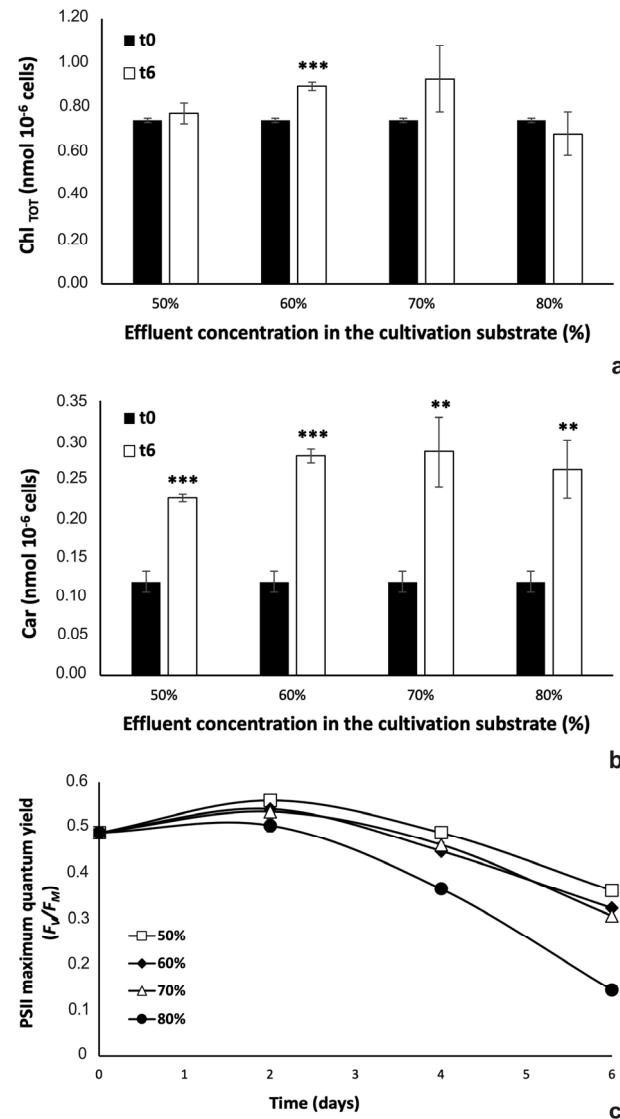 1.20
1.00
0.80
0.60
0.40
0.20
0.00
Chl TOT (nmol 10-6 cells)
t0
t6
***
50% 60% 70% 80%
Effluent concentration in the cultivation substrate (%)
a
0.35
0.30
0.25
0.20
0.15
0.10
0.05
0.00
Car (nmol 10-6 cells)
t0
t6
*** *** ** **
50% 60% 70% 80%
Effluent concentration in the cultivation substrate (%)
b
0.6
0.5
0.4
0.3
0.2
0.1
0
PSII maximum quantum yield
(FV/FM)
50%
60%
70%
80%
0 1 2 3 4 5 6
Time (days)
c